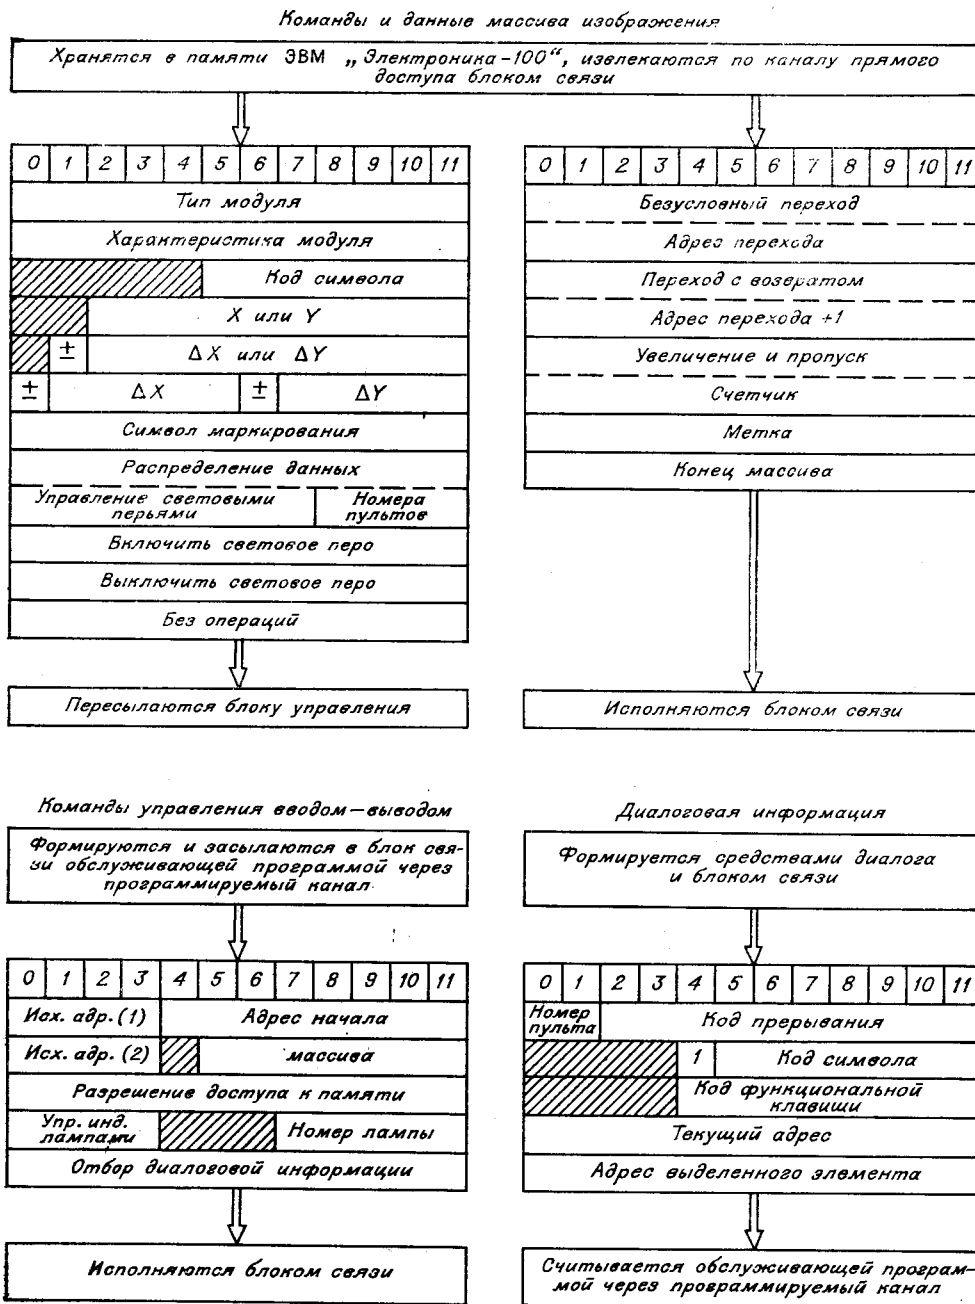 Команды и данные массива изображения
Хранятся в памяти ЭВМ „Электроника-100“, извлекаются по каналу прямого
доступа блоком связи
0 1 2 3 4 5 6 7 8 9 10 11
Тип модуля
Характеристика модуля
Код символа
X или Y
± ΔX или ΔY
± ΔX ± ΔY
Символ маркирования
Распределение данных
Управление световыми
перьями
Номера
пультов
Включить световое перо
Выключить световое перо
Без операций
Пересылаются блоку управления
0 1 2 3 4 5 6 7 8 9 10 11
Безусловный переход
Адрес перехода
Переход с возвратом
Адрес перехода +1
Увеличение и пропуск
Счетчик
Метка
Конец массива
Исполняются блоком связи
Команды управления вводом—выводом
Формируются и засылаются в блок свя-
зи обслуживающей программой через
программируемый канал
0 1 2 3 4 5 6 7 8 9 10 11
Исх. адр. (1) Адрес начала
Исх. адр. (2) массива
Разрешение доступа к памяти
Упр. инд.
лампами
Номер лампы
Отбор диалоговой информации
Исполняются блоком связи
Диалоговая информация
Формируется средствами диалога
и блоком связи
0 1 2 3 4 5 6 7 8 9 10 11
Номер
пульта
Код прерывания
1 Код символа
Код функциональной
клавиши
Текущий адрес
Адрес выделенного элемента
Считывается обслуживающей програм-
мой через программируемый канал